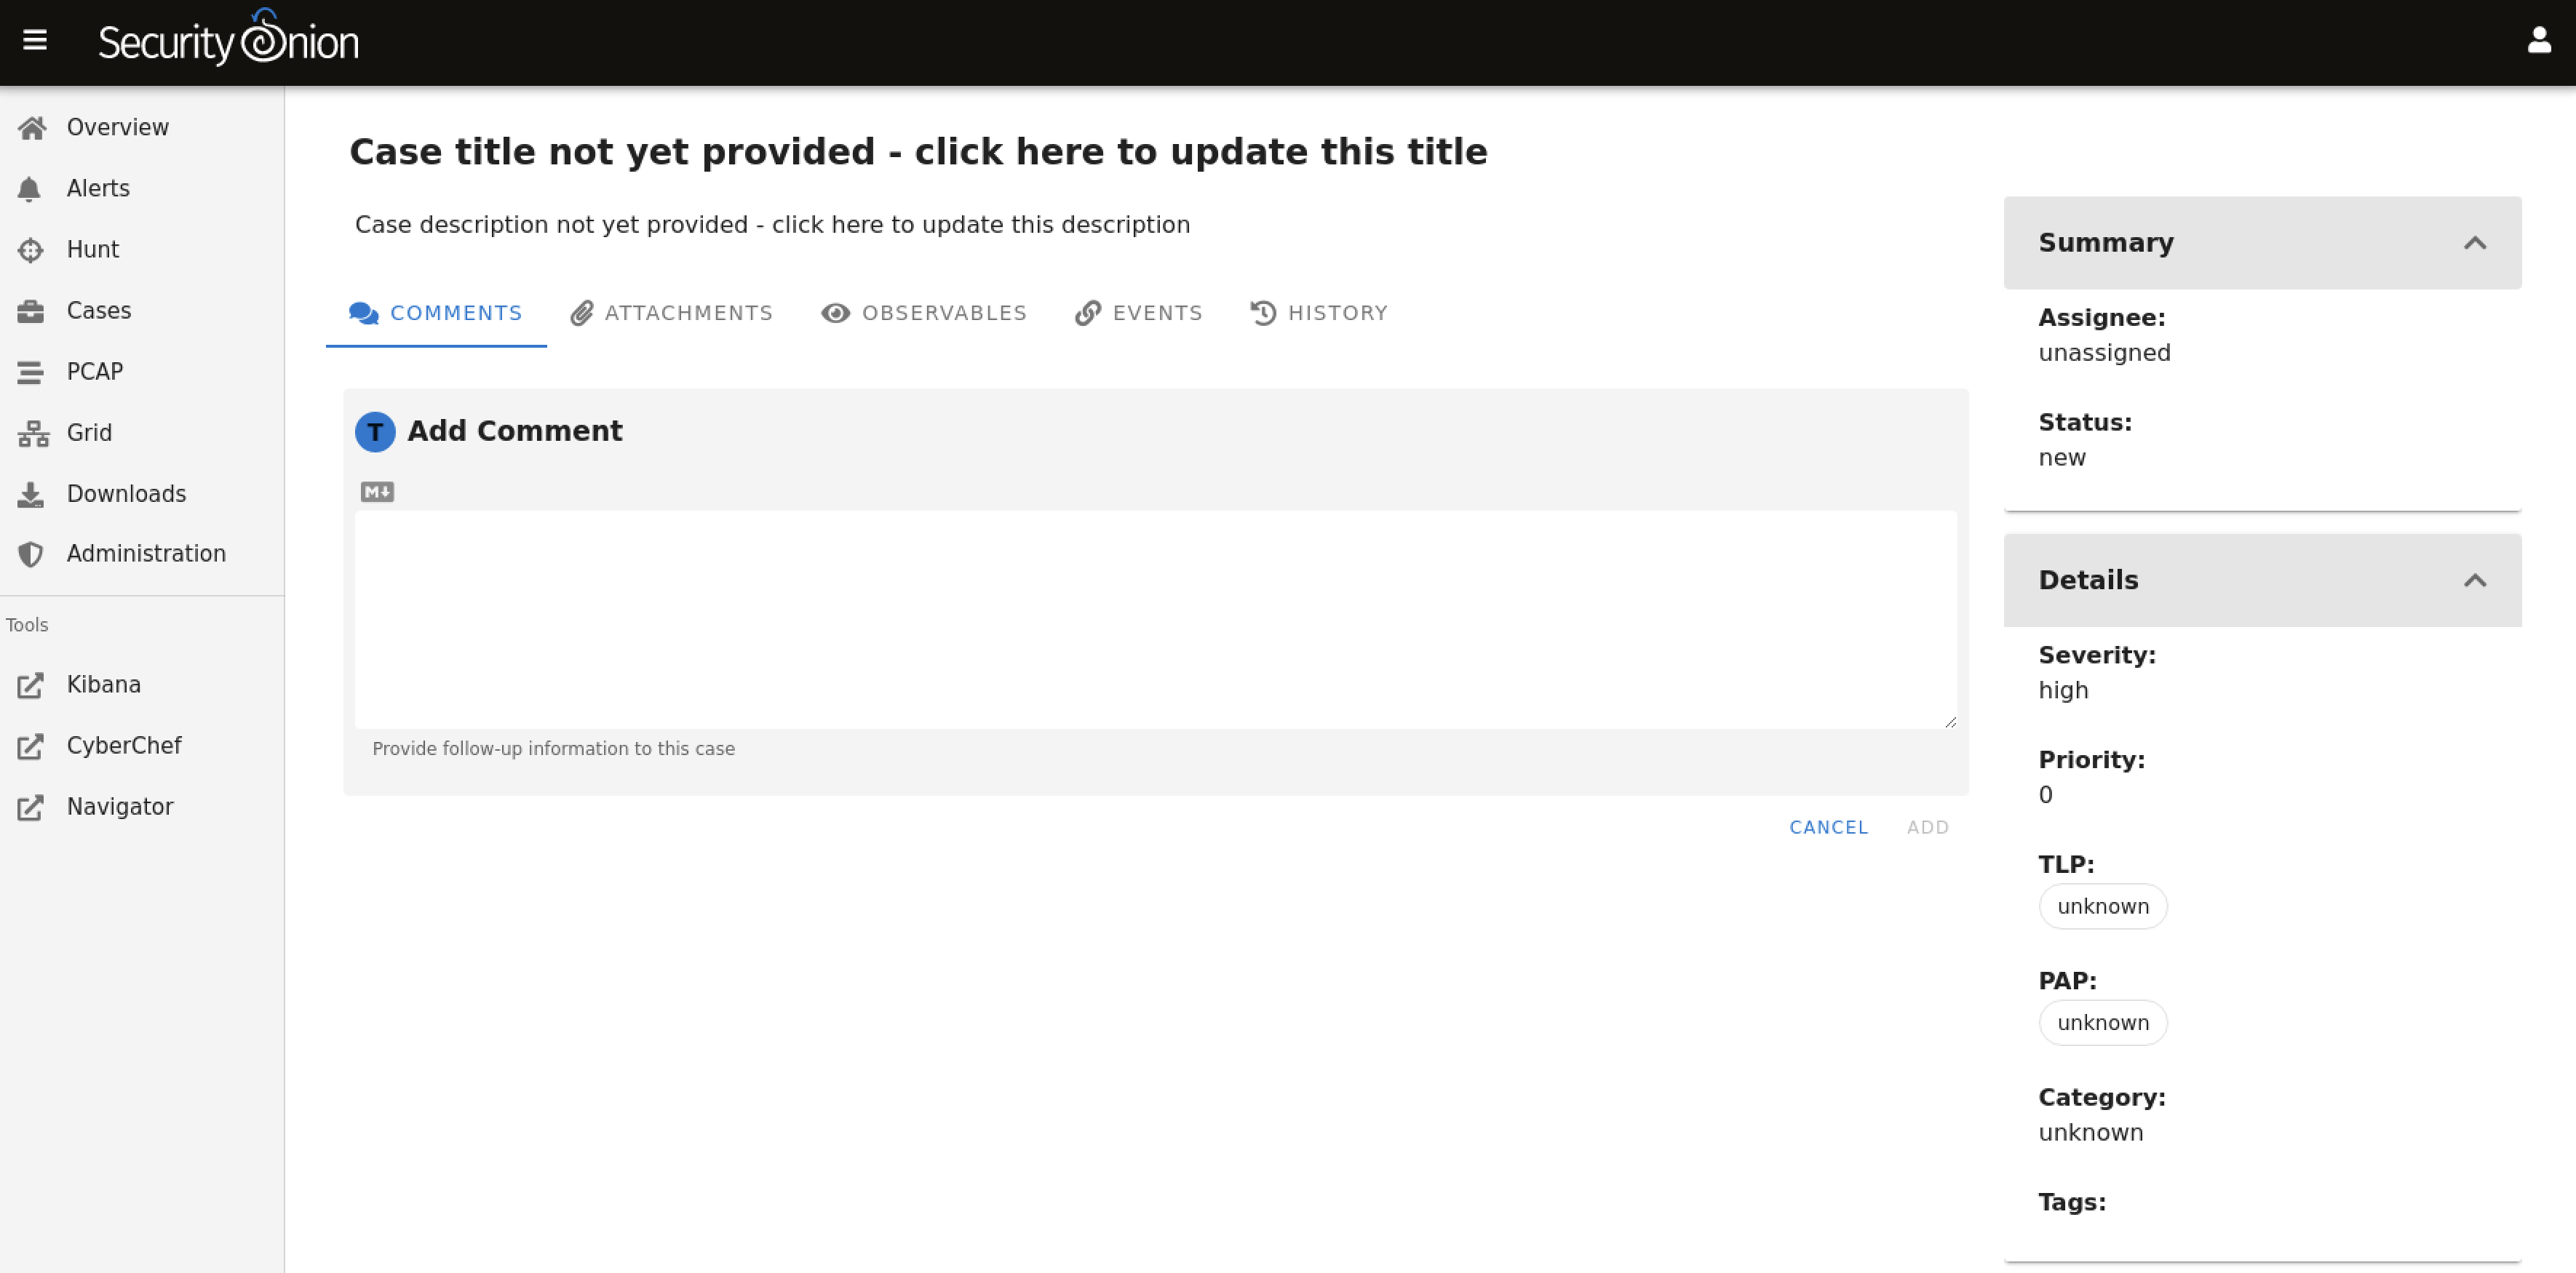 Security Onion
Overview
Alerts
Hunt
Cases
PCAP
Grid
Downloads
Administration
Tools
Kibana
CyberChef
Navigator
Case title not yet provided - click here to update this title
Case description not yet provided - click here to update this description
COMMENTS ATTACHMENTS OBSERVABLES EVENTS HISTORY
T Add Comment
M
Provide follow-up information to this case
CANCEL ADD
Summary
Assignee:
unassigned
Status:
new
Details
Severity:
high
Priority:
0
TLP:
unknown
PAP:
unknown
Category:
unknown
Tags: